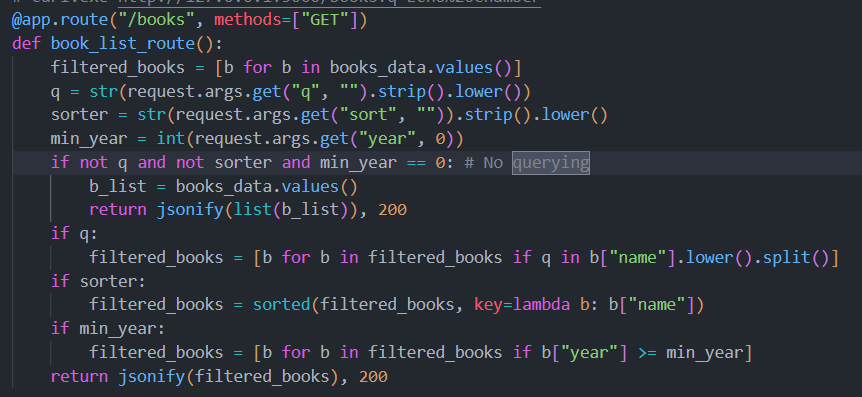 @app.route("/books", methods=["GET"])
def book_list_route():
    filtered_books = [b for b in books_data.values()]
    q = str(request.args.get("q", "").strip().lower())
    sorter = str(request.args.get("sort", "")).strip().lower()
    min_year = int(request.args.get("year", 0))
    if not q and not sorter and min_year == 0: # No querying
        b_list = books_data.values()
        return jsonify(list(b_list)), 200
    if q:
        filtered_books = [b for b in filtered_books if q in b["name"].lower().split()]
    if sorter:
        filtered_books = sorted(filtered_books, key=lambda b: b["name"])
    if min_year:
        filtered_books = [b for b in filtered_books if b["year"] >= min_year]
    return jsonify(filtered_books), 200